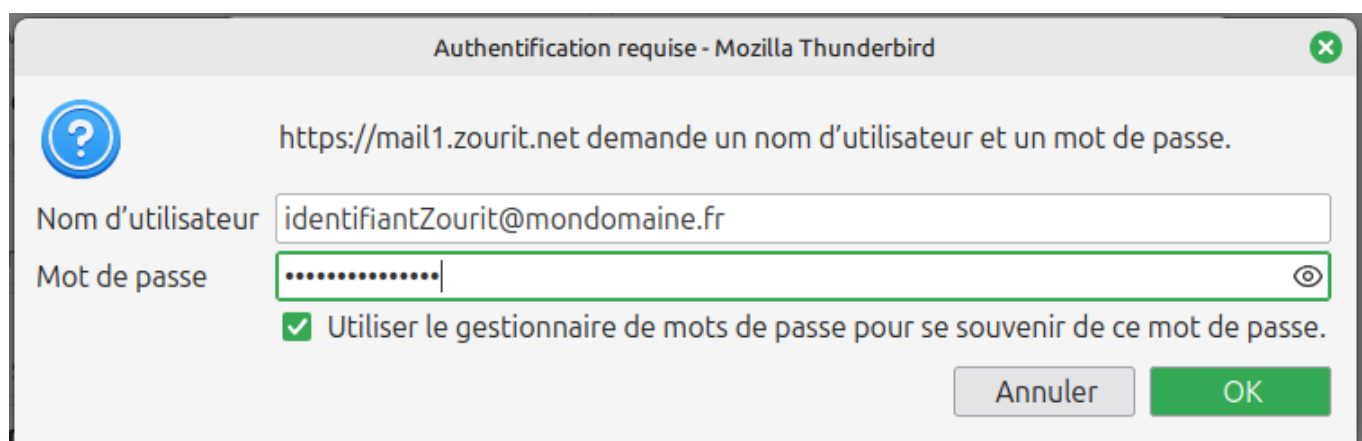 Authentification requise - Mozilla Thunderbird
https://mail1.zourit.net demande un nom d’utilisateur et un mot de passe.
Nom d’utilisateur identifiantZourit@mondomaine.fr
Mot de passe •••••••••••••••
Utiliser le gestionnaire de mots de passe pour se souvenir de ce mot de passe.
Annuler OK